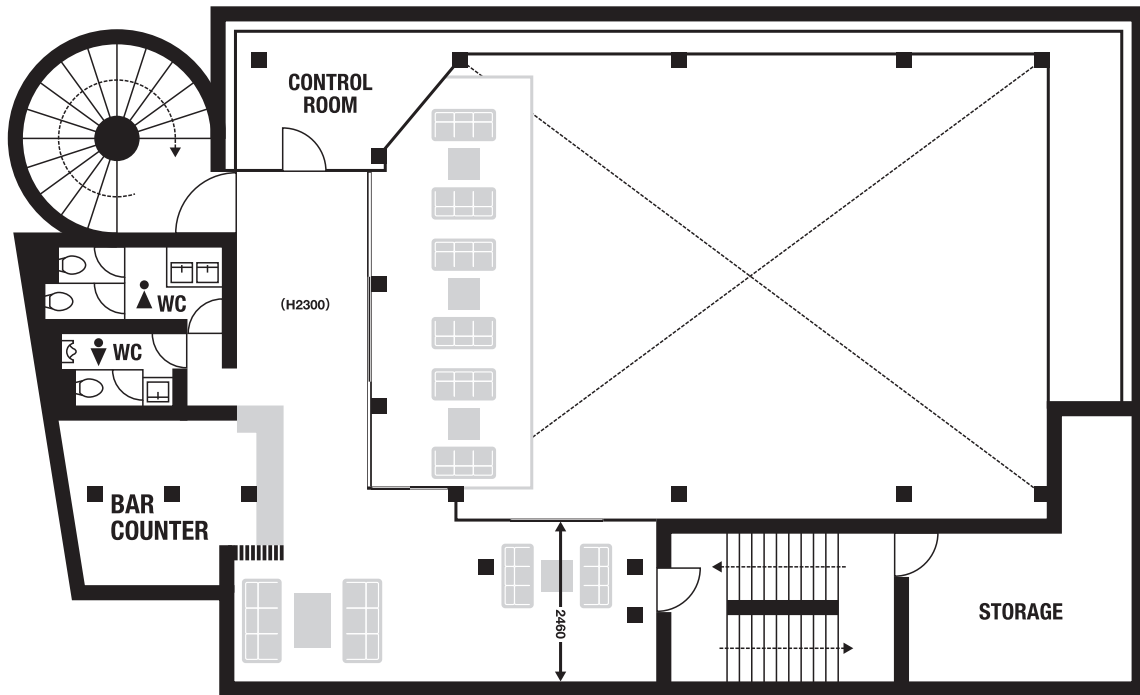 CONTROL
ROOM
WC
(H2300)
WC
BAR
COUNTER
2460
STORAGE